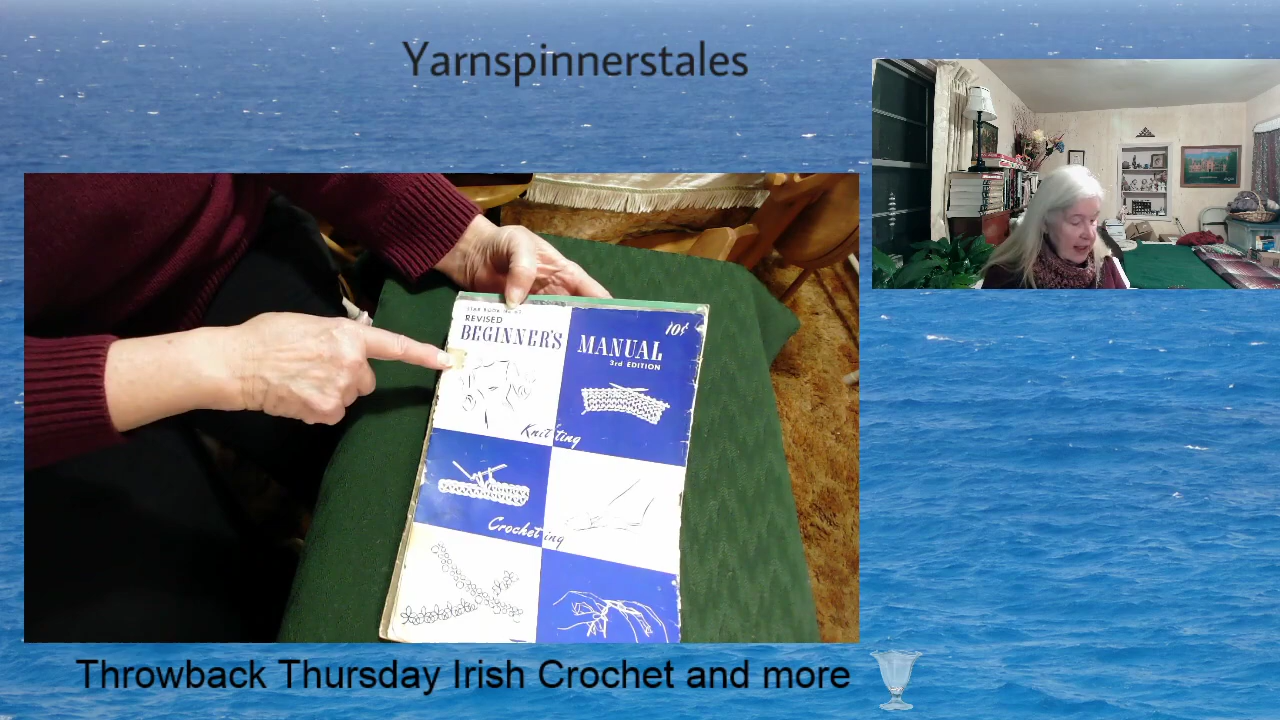 Yarnspinnerstales
REVISED
BEGINNER'S
MANUAL
10¢
3rd EDITION
Knitting
Crocheting
Throwback Thursday Irish Crochet and more